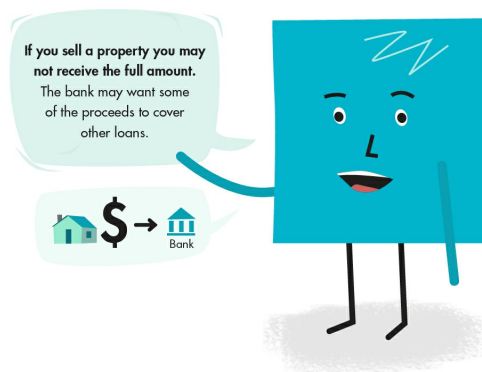 If you sell a property you may
not receive the full amount.
The bank may want some
of the proceeds to cover
other loans.
$
Bank